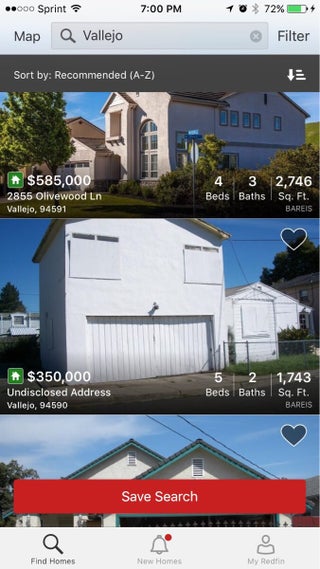 Sprint 7:00 PM 72%
Map Vallejo Filter
Sort by: Recommended (A-Z)
$585,000 4 3 2,746
2855 Olivewood Ln Beds Baths Sq. Ft.
Vallejo, 94591 BAREIS
$350,000 5 2 1,743
Undisclosed Address Beds Baths Sq. Ft.
Vallejo, 94590 BAREIS
Save Search
Find Homes New Homes My Redfin